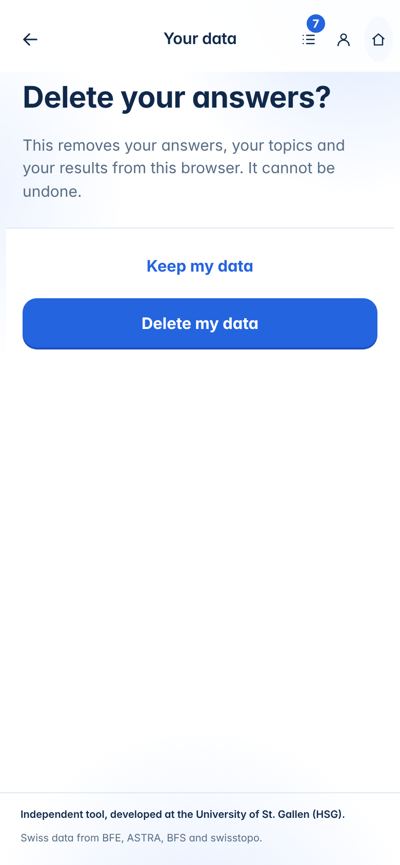 7
Your data
Delete your answers?
This removes your answers, your topics and
your results from this browser. It cannot be
undone.
Keep my data
Delete my data
Independent tool, developed at the University of St. Gallen (HSG).
Swiss data from BFE, ASTRA, BFS and swisstopo.